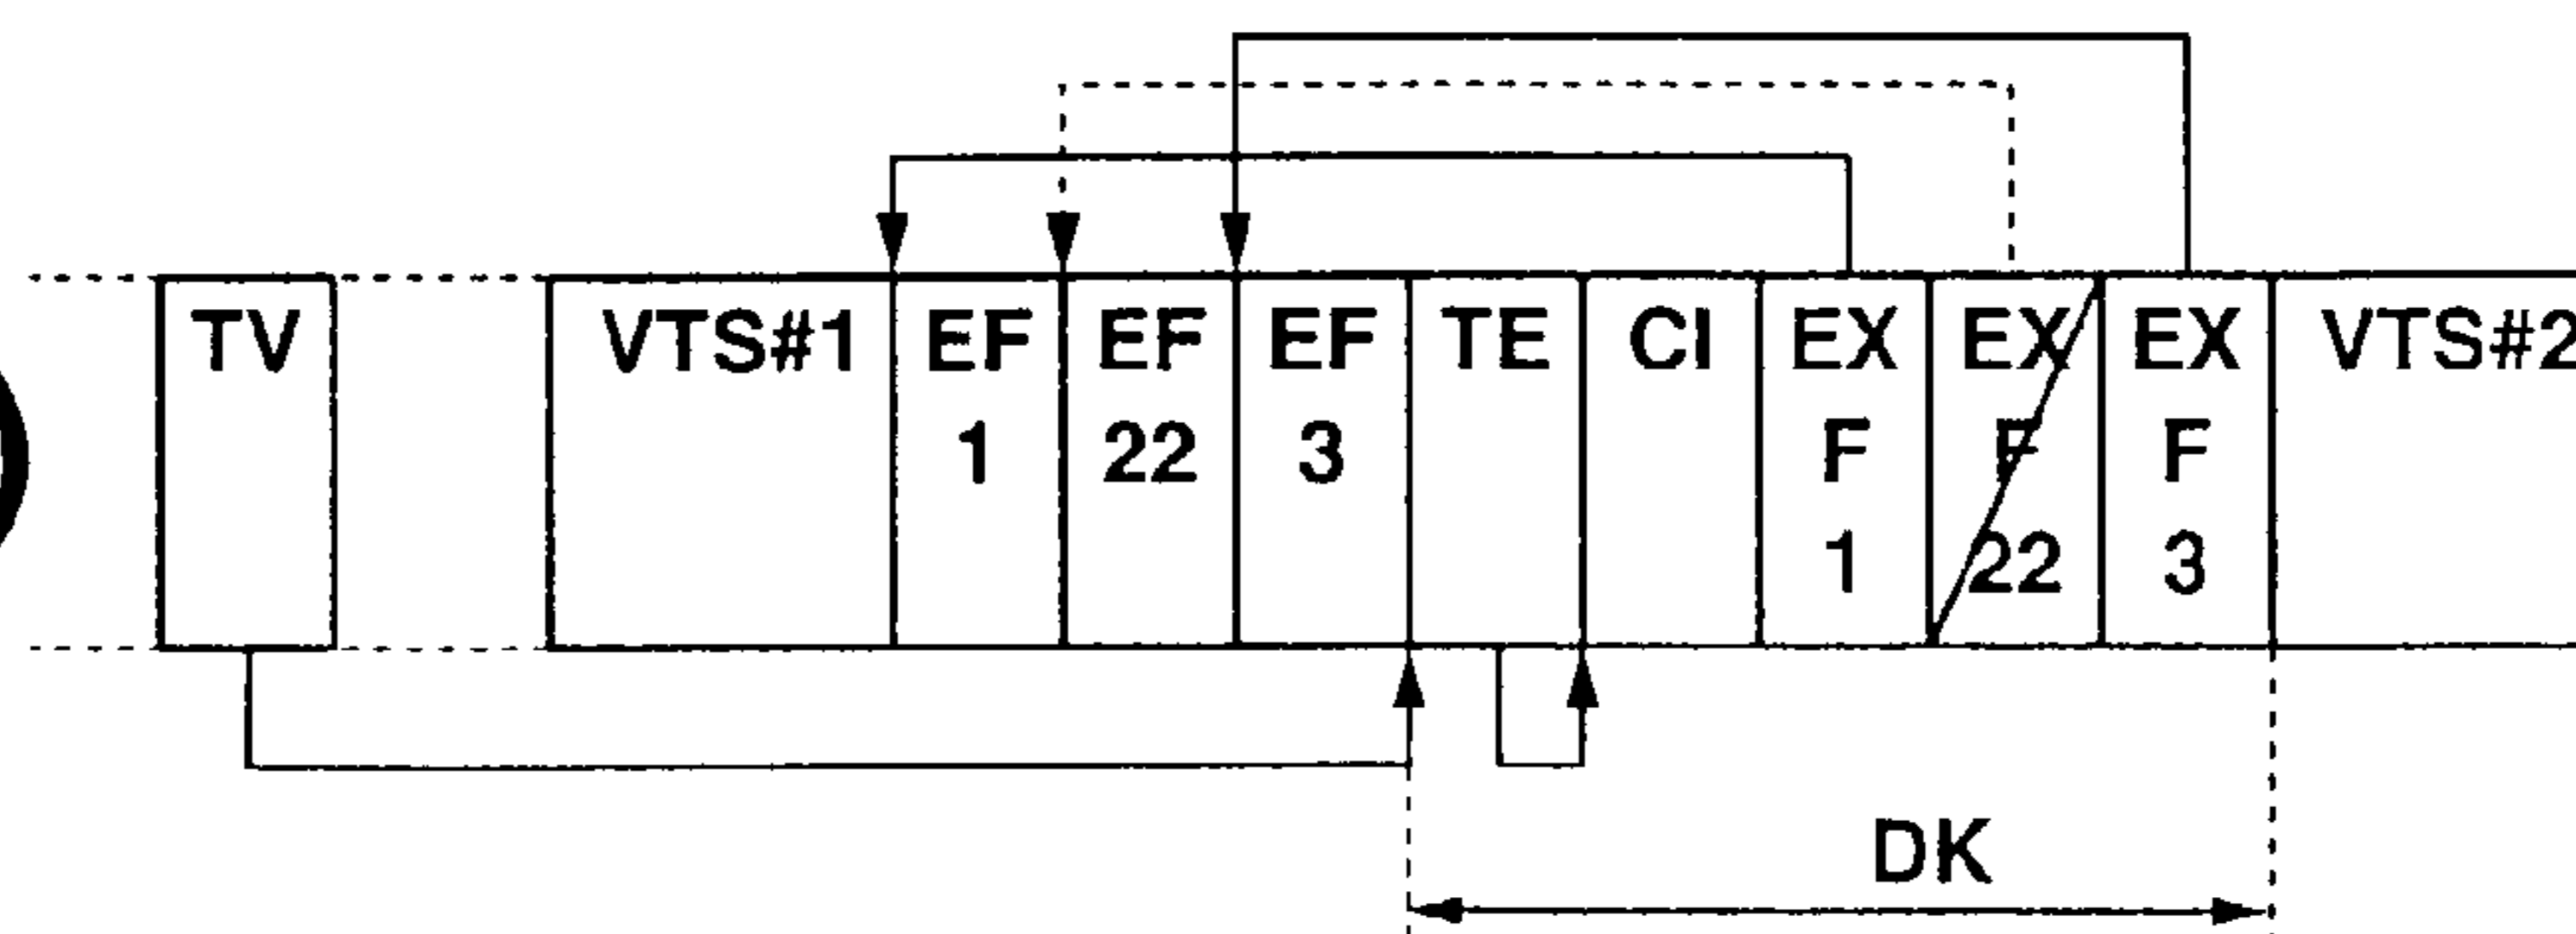 TV VTS#1 EF EF EF TE CI EX EX EX VTS#2
1 22 3 F F F
1 22 3
DK